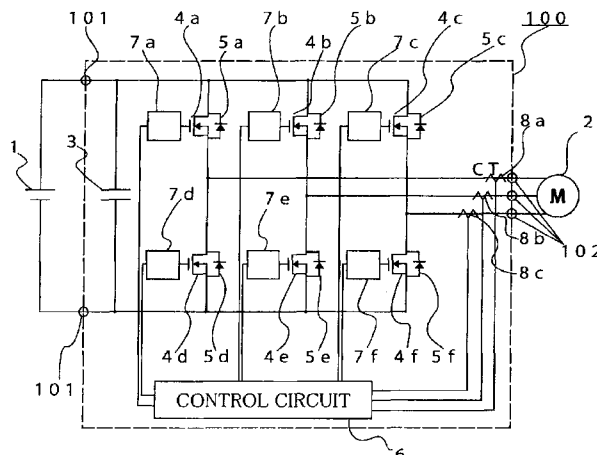 101 7a 4a 5a 7b 4b 5b 7c 4c 5c 100
8a 2
1 3 CT
M
7d 7e 8b 102
8c
101 4d 5d 4e 5e 7f 4f 5f
CONTROL CIRCUIT
6